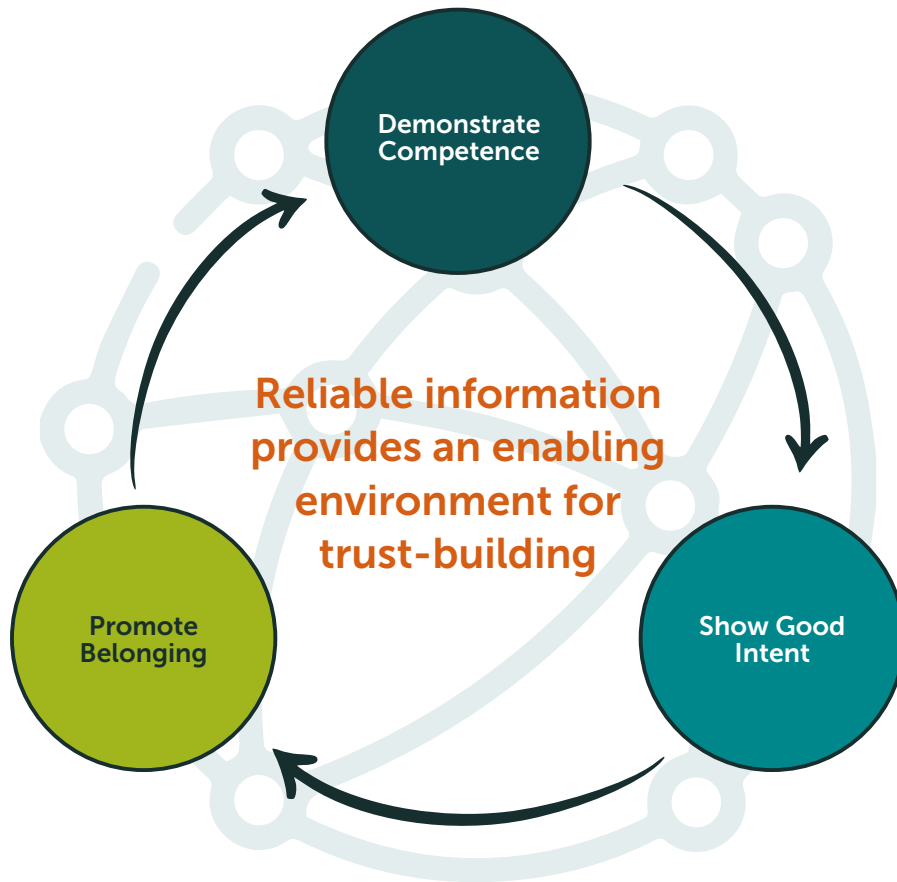 Demonstrate
Competence
Reliable information
provides an enabling
environment for
trust-building
Promote
Belonging
Show Good
Intent